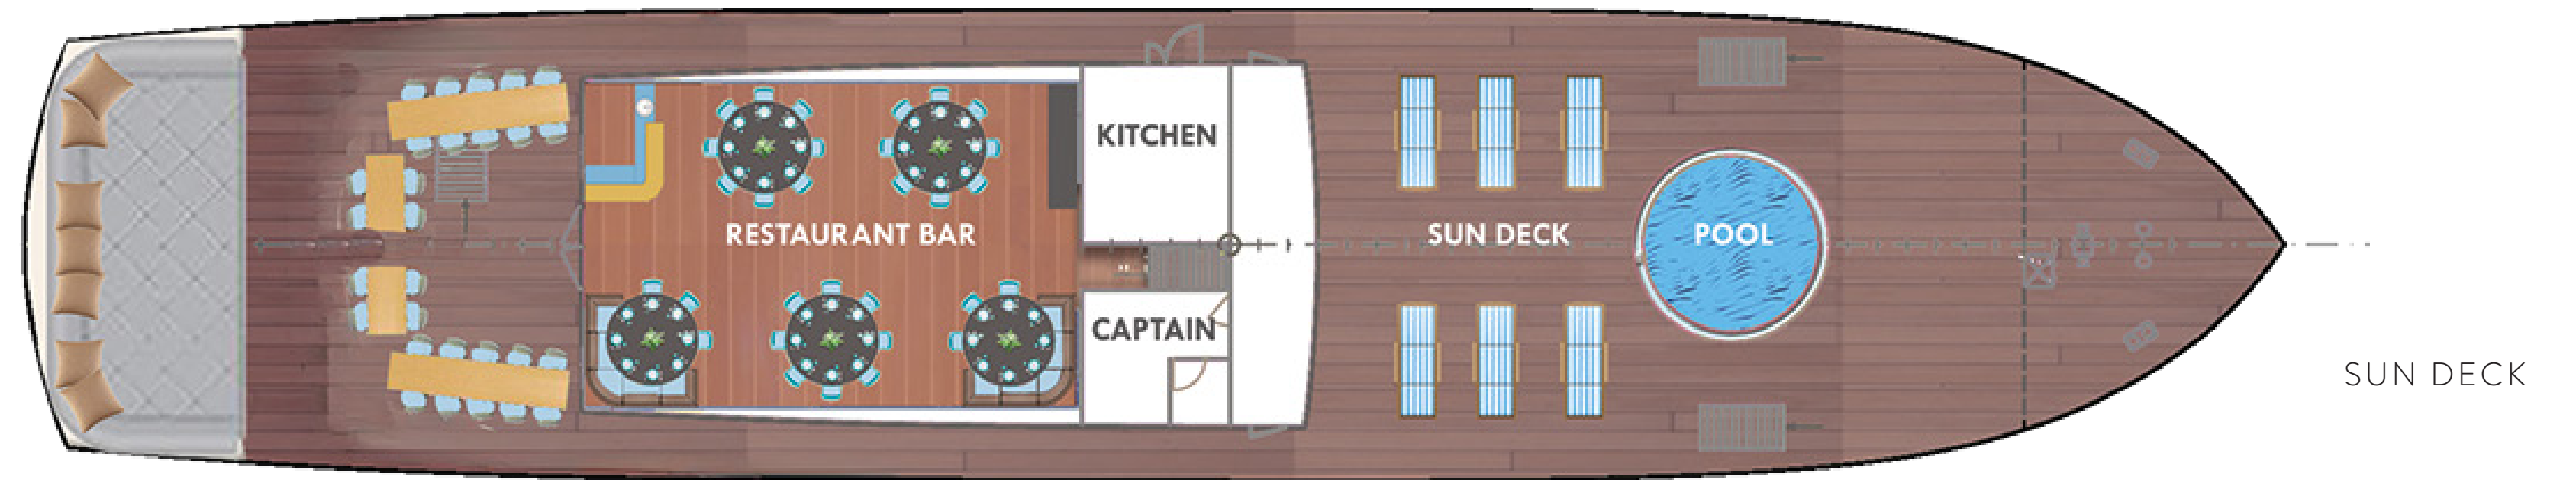 KITCHEN
RESTAURANT BAR
SUN DECK
POOL
CAPTAIN
SUN DECK